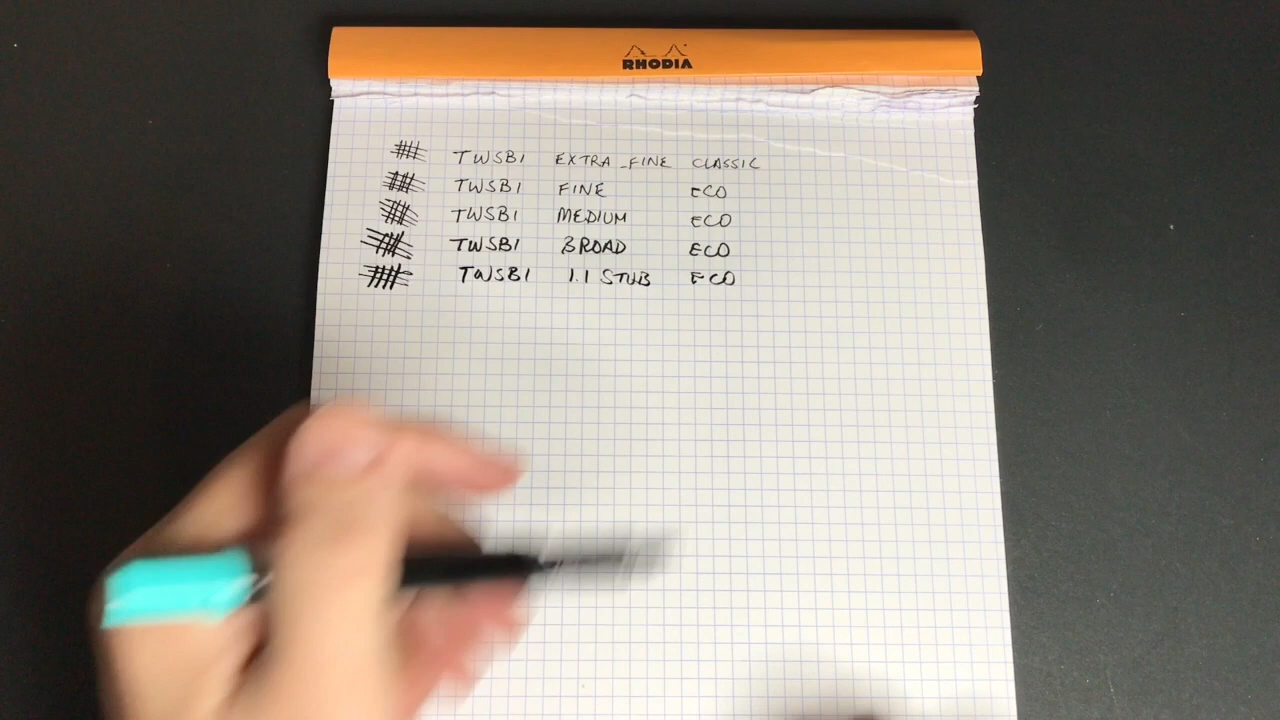 RHODIA
TWSBI EXTRA-FINE CLASSIC
TWSBI FINE ECO
TWSBI MEDIUM ECO
TWSBI BROAD ECO
TWSBI 1.1 STUB ECO